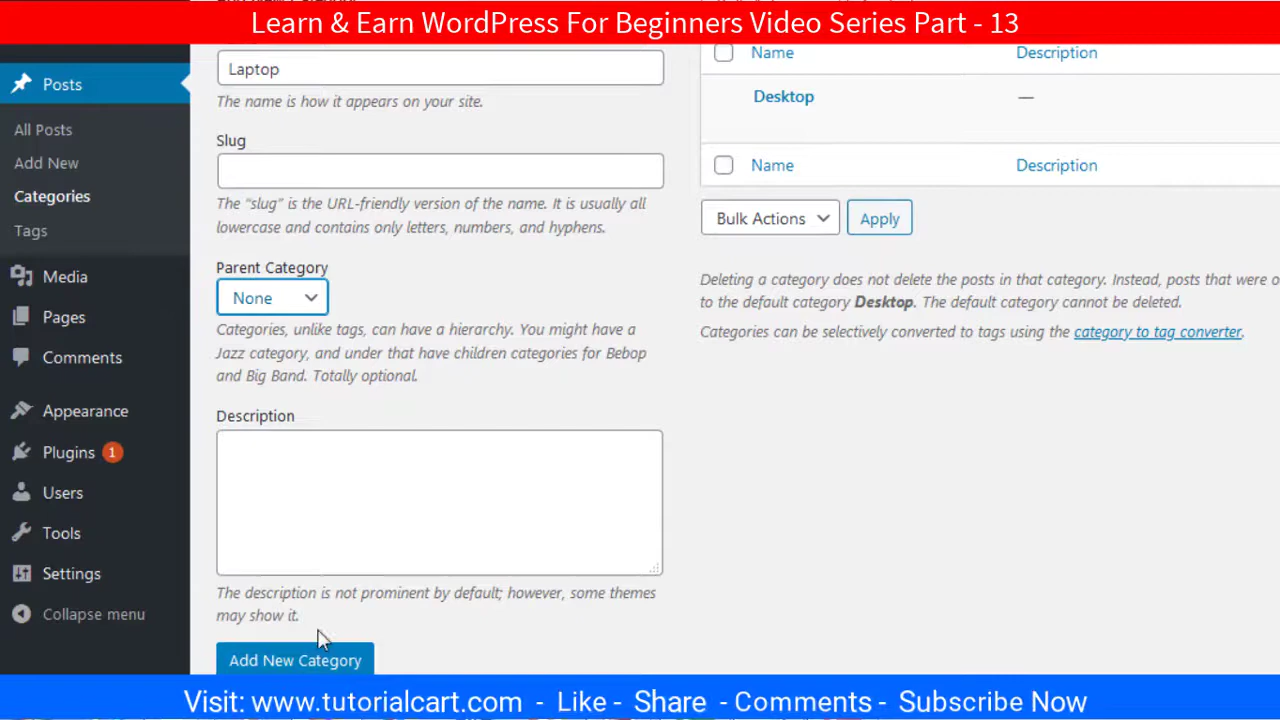 Learn & Earn WordPress For Beginners Video Series Part - 13
Posts
All Posts
Add New
Categories
Tags
Media
Pages
Comments
Appearance
Plugins 1
Users
Tools
Settings
Collapse menu
Laptop
The name is how it appears on your site.
Slug
The “slug” is the URL-friendly version of the name. It is usually all
lowercase and contains only letters, numbers, and hyphens.
Parent Category
None
Categories, unlike tags, can have a hierarchy. You might have a
Jazz category, and under that have children categories for Bebop
and Big Band. Totally optional.
Description
The description is not prominent by default; however, some themes
may show it.
Add New Category
Name Description
Desktop —
Name Description
Bulk Actions Apply
Deleting a category does not delete the posts in that category. Instead, posts that were o
to the default category Desktop. The default category cannot be deleted.
Categories can be selectively converted to tags using the category to tag converter.
Visit: www.tutorialcart.com - Like - Share - Comments - Subscribe Now